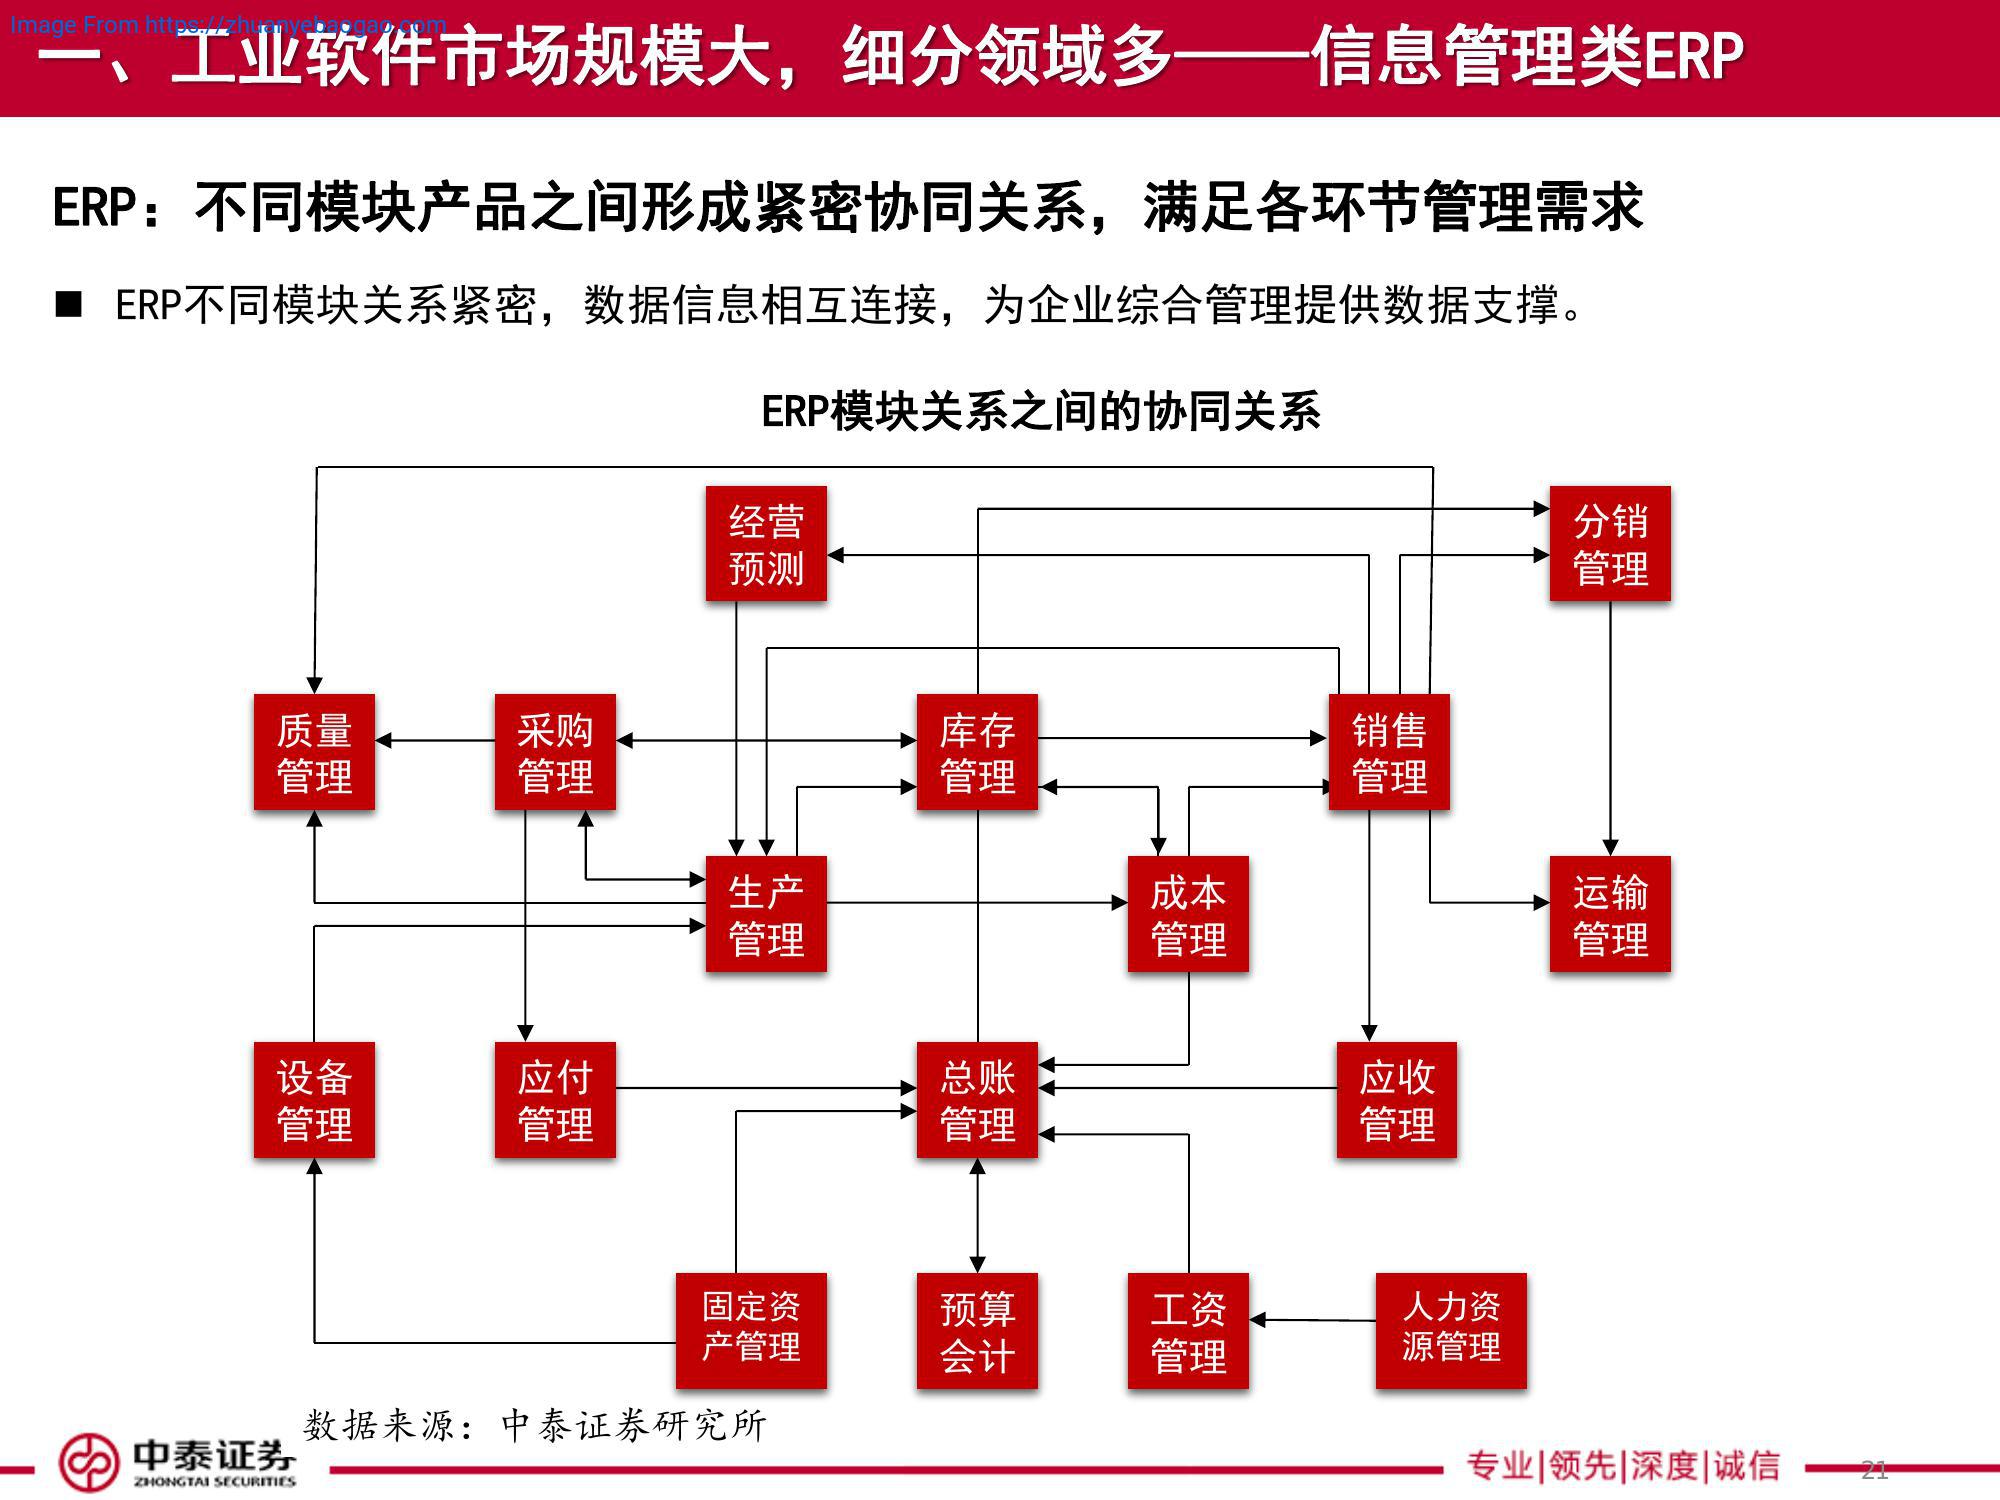 Image From https://zhuanyebaogao.com
一、工业软件市场规模大，细分领域多——信息管理类ERP
ERP：不同模块产品之间形成紧密协同关系，满足各环节管理需求
■ ERP不同模块关系紧密，数据信息相互连接，为企业综合管理提供数据支撑。
ERP模块关系之间的协同关系
经营
预测
分销
管理
质量
管理
采购
管理
库存
管理
销售
管理
生产
管理
成本
管理
运输
管理
设备
管理
应付
管理
总账
管理
应收
管理
固定资
产管理
预算
会计
工资
管理
人力资
源管理
数据来源：中泰证券研究所
中泰证券
ZHONGTAI SECURITIES
专业|领先|深度|诚信
21